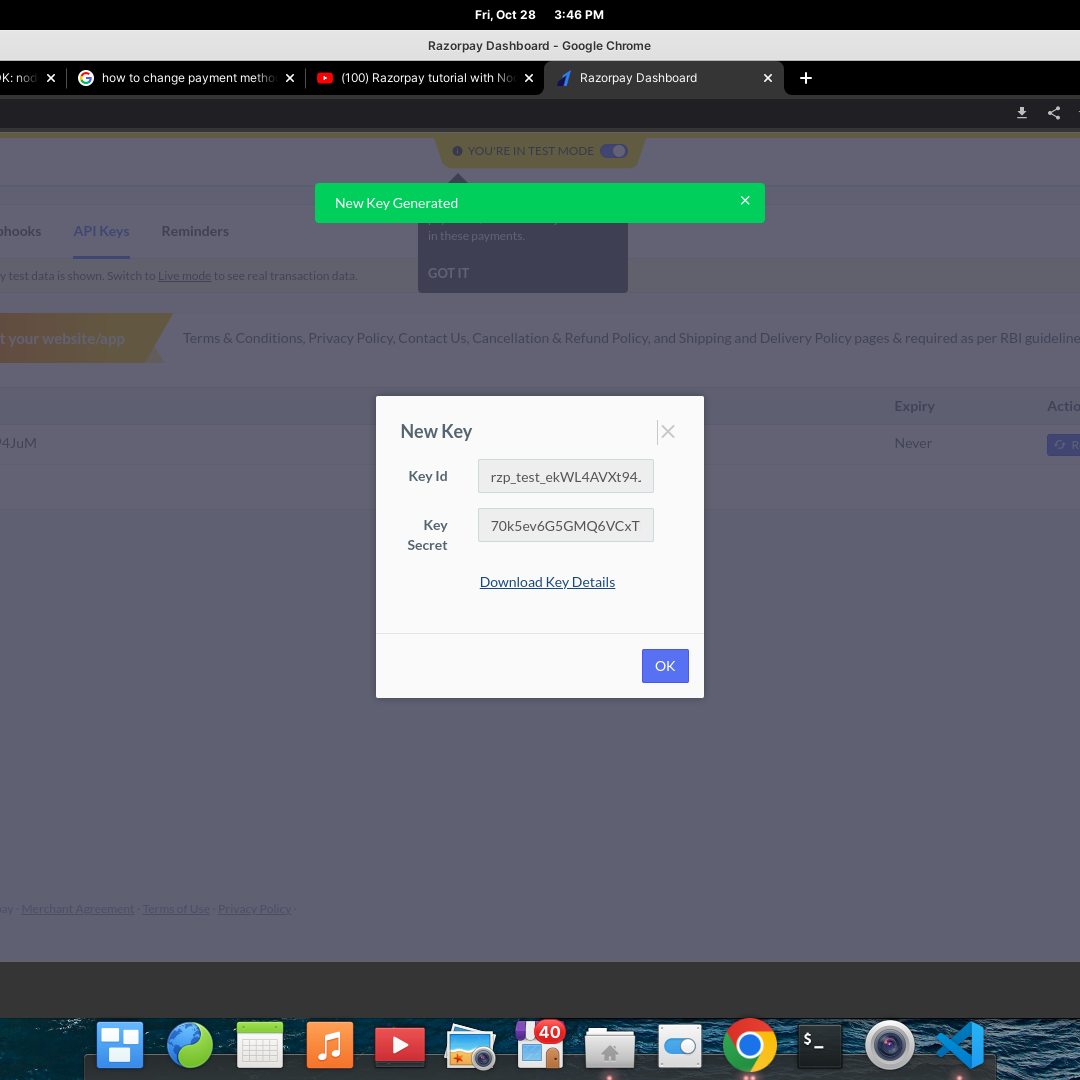 Fri, Oct 28 3:46 PM
Razorpay Dashboard - Google Chrome
OK: nod
how to change payment metho
(100) Razorpay tutorial with No
Razorpay Dashboard
YOU'RE IN TEST MODE
New Key Generated
in these payments.
GOT IT
API Keys Reminders
y test data is shown. Switch to Live mode to see real transaction data.
t your website/app
Terms & Conditions, Privacy Policy, Contact Us, Cancellation & Refund Policy, and Shipping and Delivery Policy pages & required as per RBI guideline
Expiry Actio
94JuM Never
New Key
Key Id rzp_test_ekWL4AVXt94
Key Secret 70k5ev6G5GMQ6VCxT
Download Key Details
OK
pay · Merchant Agreement · Terms of Use · Privacy Policy ·
40
$_